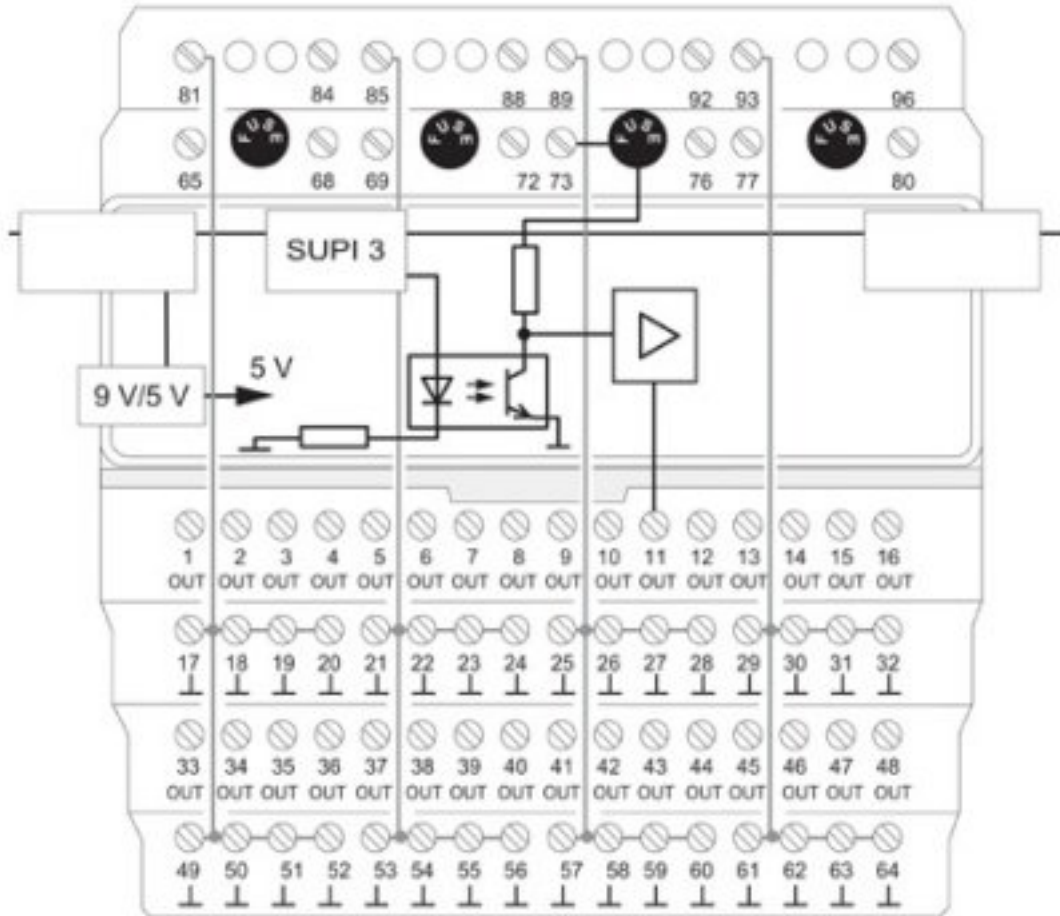 81 84 85 88 89 92 93 96
FUSE FUSE FUSE FUSE
65 68 69 72 73 76 77 80
SUPI 3
5 V
9 V/5 V
1 2 3 4 5 6 7 8 9 10 11 12 13 14 15 16
OUT OUT OUT OUT OUT OUT OUT OUT OUT OUT OUT OUT OUT OUT OUT OUT
17 18 19 20 21 22 23 24 25 26 27 28 29 30 31 32
33 34 35 36 37 38 39 40 41 42 43 44 45 46 47 48
OUT OUT OUT OUT OUT OUT OUT OUT OUT OUT OUT OUT OUT OUT OUT OUT
49 50 51 52 53 54 55 56 57 58 59 60 61 62 63 64